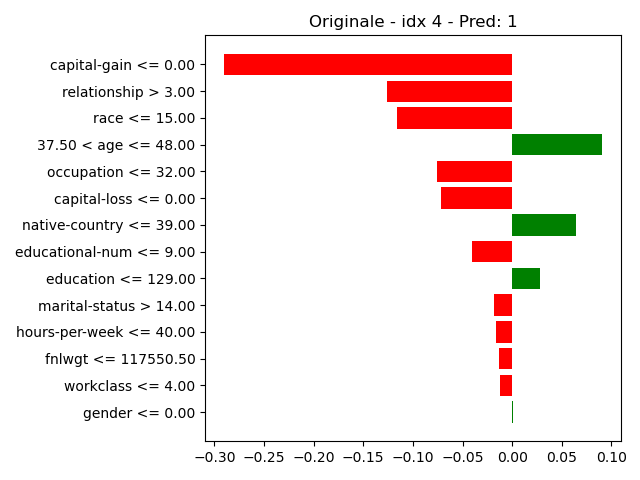 Originale - idx 4 - Pred: 1
capital-gain <= 0.00
relationship > 3.00
race <= 15.00
37.50 < age <= 48.00
occupation <= 32.00
capital-loss <= 0.00
native-country <= 39.00
educational-num <= 9.00
education <= 129.00
marital-status > 14.00
hours-per-week <= 40.00
fnlwgt <= 117550.50
workclass <= 4.00
gender <= 0.00
−0.30 −0.25 −0.20 −0.15 −0.10 −0.05 0.00 0.05 0.10